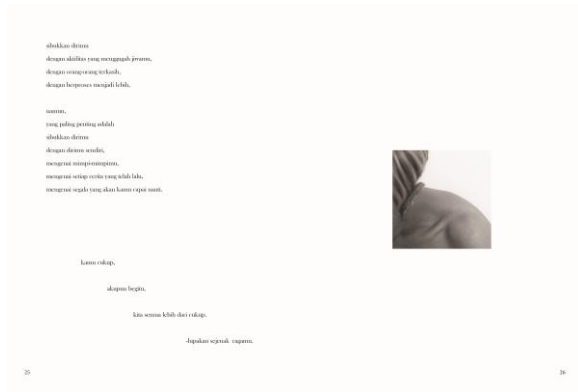 sibukkan dirimu
dengan aktifitas yang menggugah jiwamu,
dengan orang-orang terkasih,
dengan berproses menjadi lebih,
namun,
yang paling penting adalah
sibukkan dirimu
dengan dirimu sendiri,
mengenai mimpi-mimpimu,
mengenai setiap cerita yang telah lalu,
mengenai segala yang akan kamu capai nanti.
kamu cukup,
akupun begitu,
kita semua lebih dari cukup.
-lupakan sejenak ragamu.
25
26